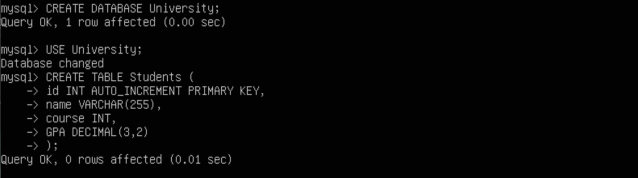 mysql> CREATE DATABASE University;
Query OK, 1 row affected (0.00 sec)
mysql> USE University;
Database changed
mysql> CREATE TABLE Students (
    -> id INT AUTO_INCREMENT PRIMARY KEY,
    -> name VARCHAR(255),
    -> course INT,
    -> GPA DECIMAL(3,2)
    -> );
Query OK, 0 rows affected (0.01 sec)